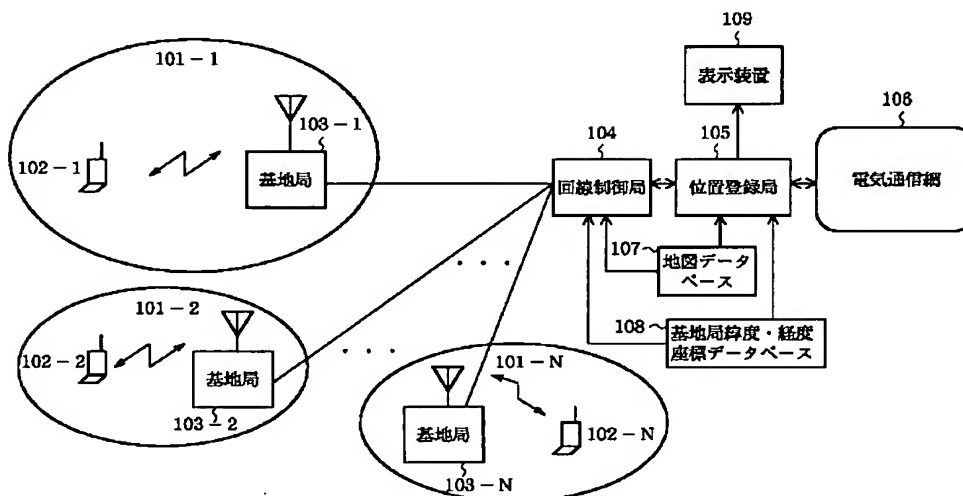 109
表示装置
101-1
106
103-1
104
105
102-1
基地局
回線制御局
位置登録局
電気通信網
107
地図データ
ベース
101-2
108
基地局緯度・経度
座標データベース
102-2
基地局
101-N
103-2
基地局
102-N
103-N